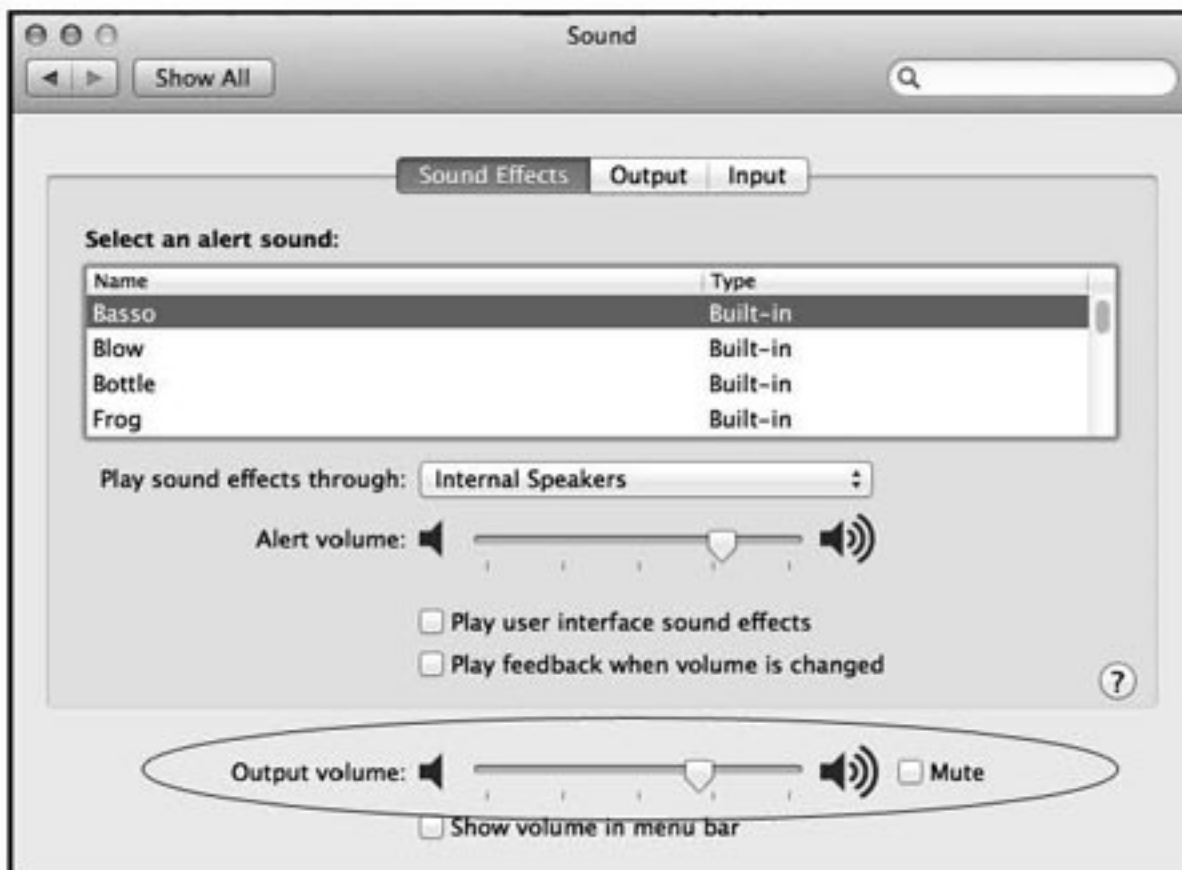 Sound
Show All
Sound Effects Output Input
Select an alert sound:
Name Type
Basso Built-in
Blow Built-in
Bottle Built-in
Frog Built-in
Play sound effects through: Internal Speakers
Alert volume:
Play user interface sound effects
Play feedback when volume is changed
?
Output volume: Mute
Show volume in menu bar